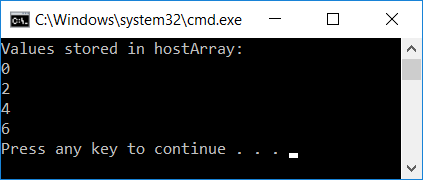 C:\Windows\system32\cmd.exe
Values stored in hostArray:
0
2
4
6
Press any key to continue . . .